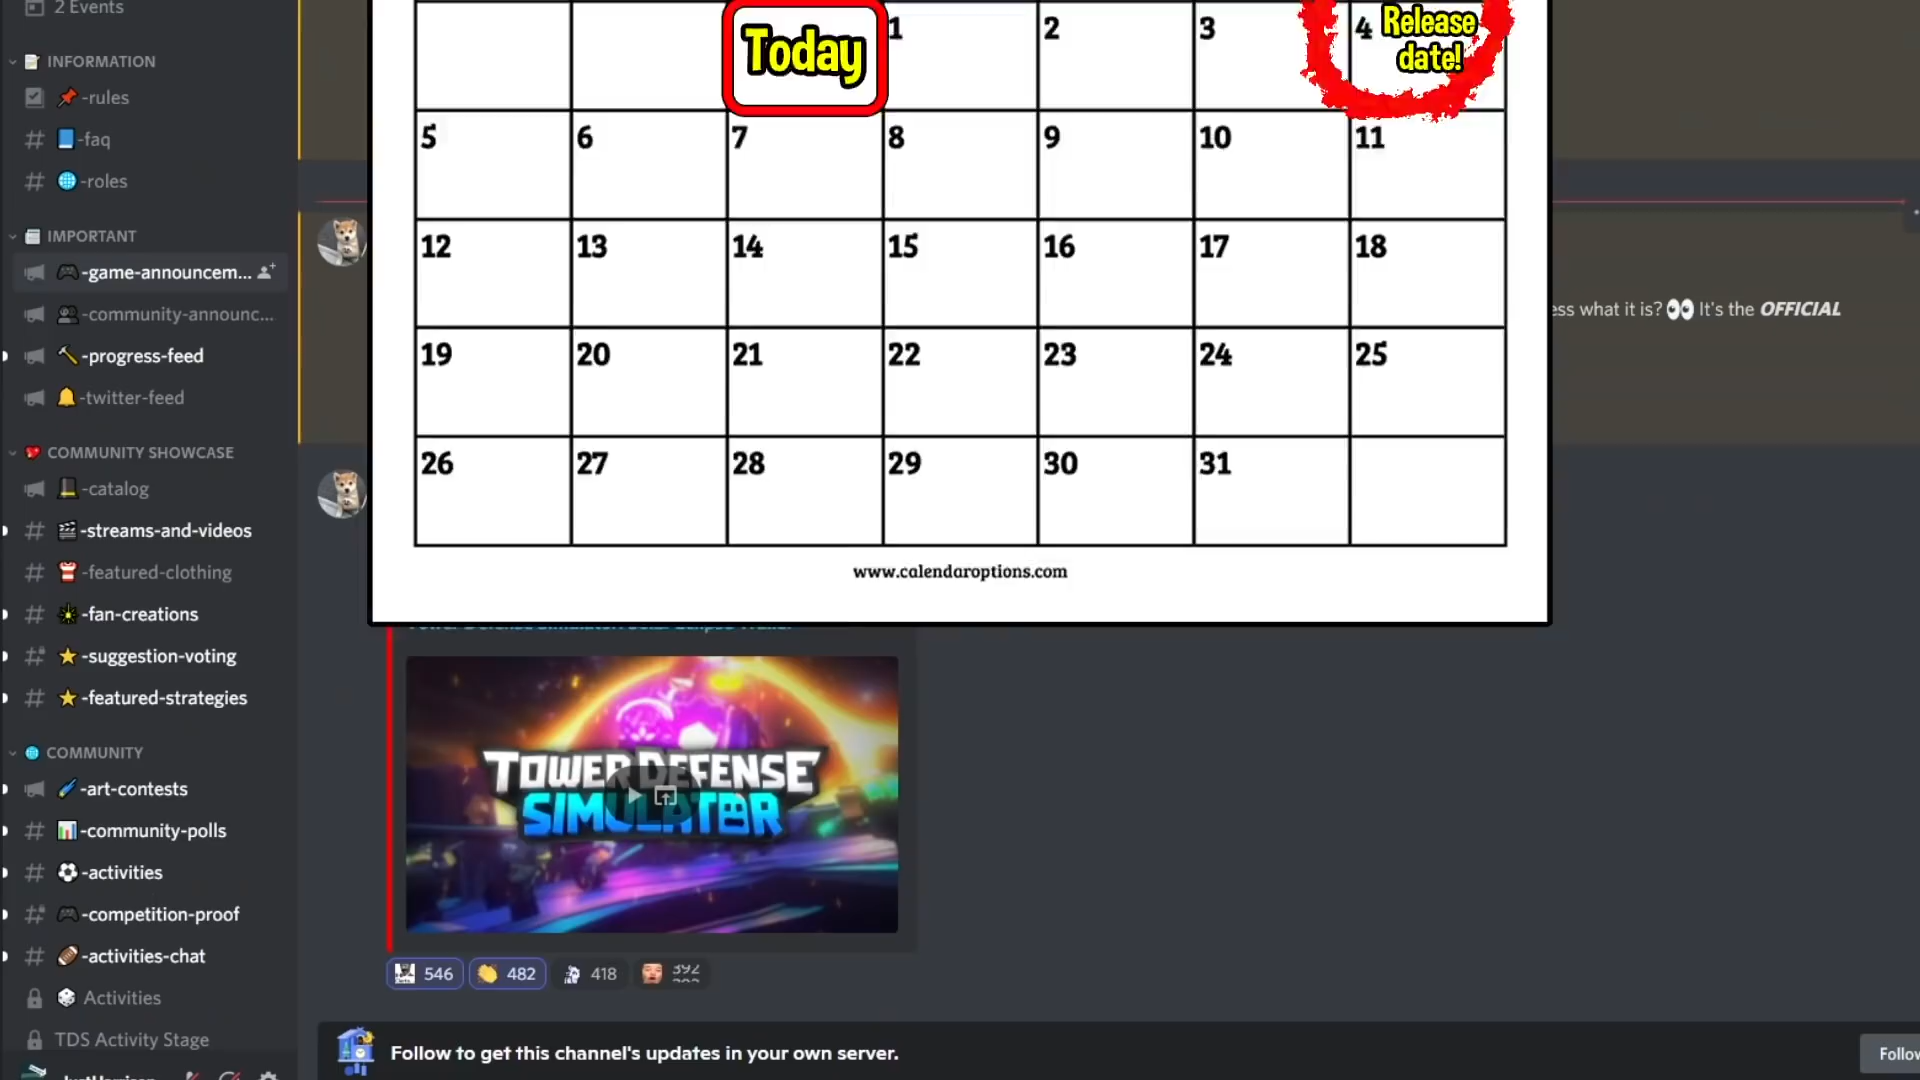 2 Events
INFORMATION
-rules
-faq
-roles
IMPORTANT
-game-announcem...
-community-announc...
-progress-feed
-twitter-feed
COMMUNITY SHOWCASE
-catalog
-streams-and-videos
-featured-clothing
-fan-creations
-suggestion-voting
-featured-strategies
COMMUNITY
-art-contests
-community-polls
-activities
-competition-proof
-activities-chat
Activities
TDS Activity Stage
Today
1
2
3
4
Release
date!
5
6
7
8
9
10
11
12
13
14
15
16
17
18
19
20
21
22
23
24
25
26
27
28
29
30
31
www.calendaroptions.com
ess what it is? It's the OFFICIAL
TOWER DEFENSE
SIMULATOR
546
482
418
392
Follow to get this channel's updates in your own server.
Follow